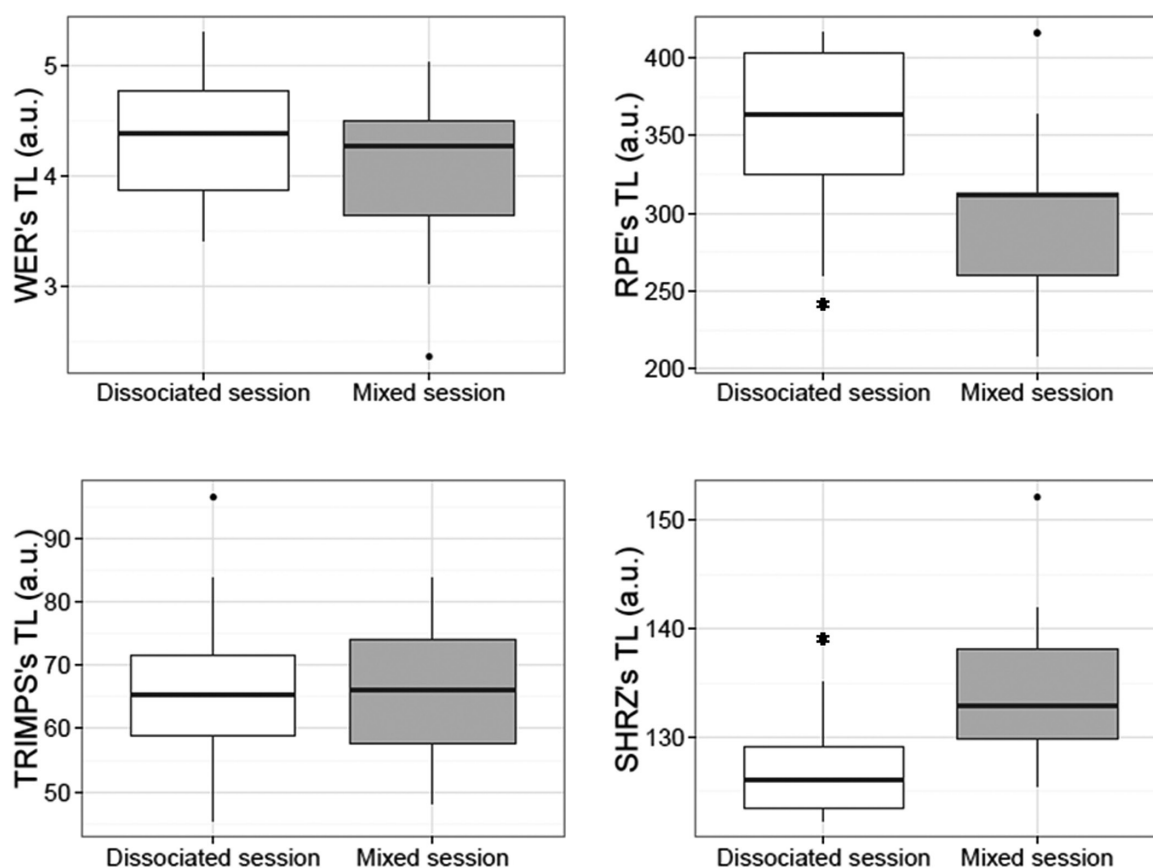 WER's TL (a.u.)
5
4
3
Dissociated session
Mixed session
RPE's TL (a.u.)
400
350
300
250
200
*
Dissociated session
Mixed session
TRIMPS's TL (a.u.)
90
80
70
60
50
Dissociated session
Mixed session
SHRZ's TL (a.u.)
150
140
130
*
Dissociated session
Mixed session